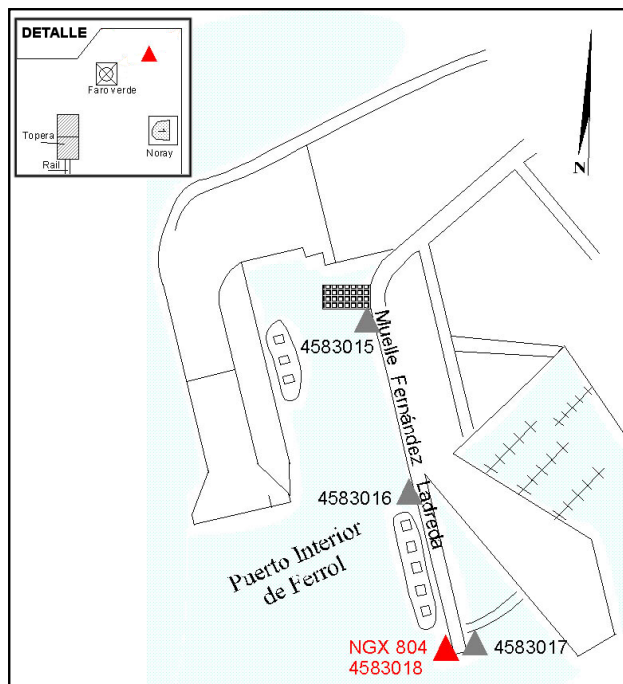 DETALLE
Faro verde
Topera
Noray
Rail
N
Muelle Fernández Ladreda
4583015
4583016
Puerto Interior
de Ferrol
NGX 804
4583018
4583017